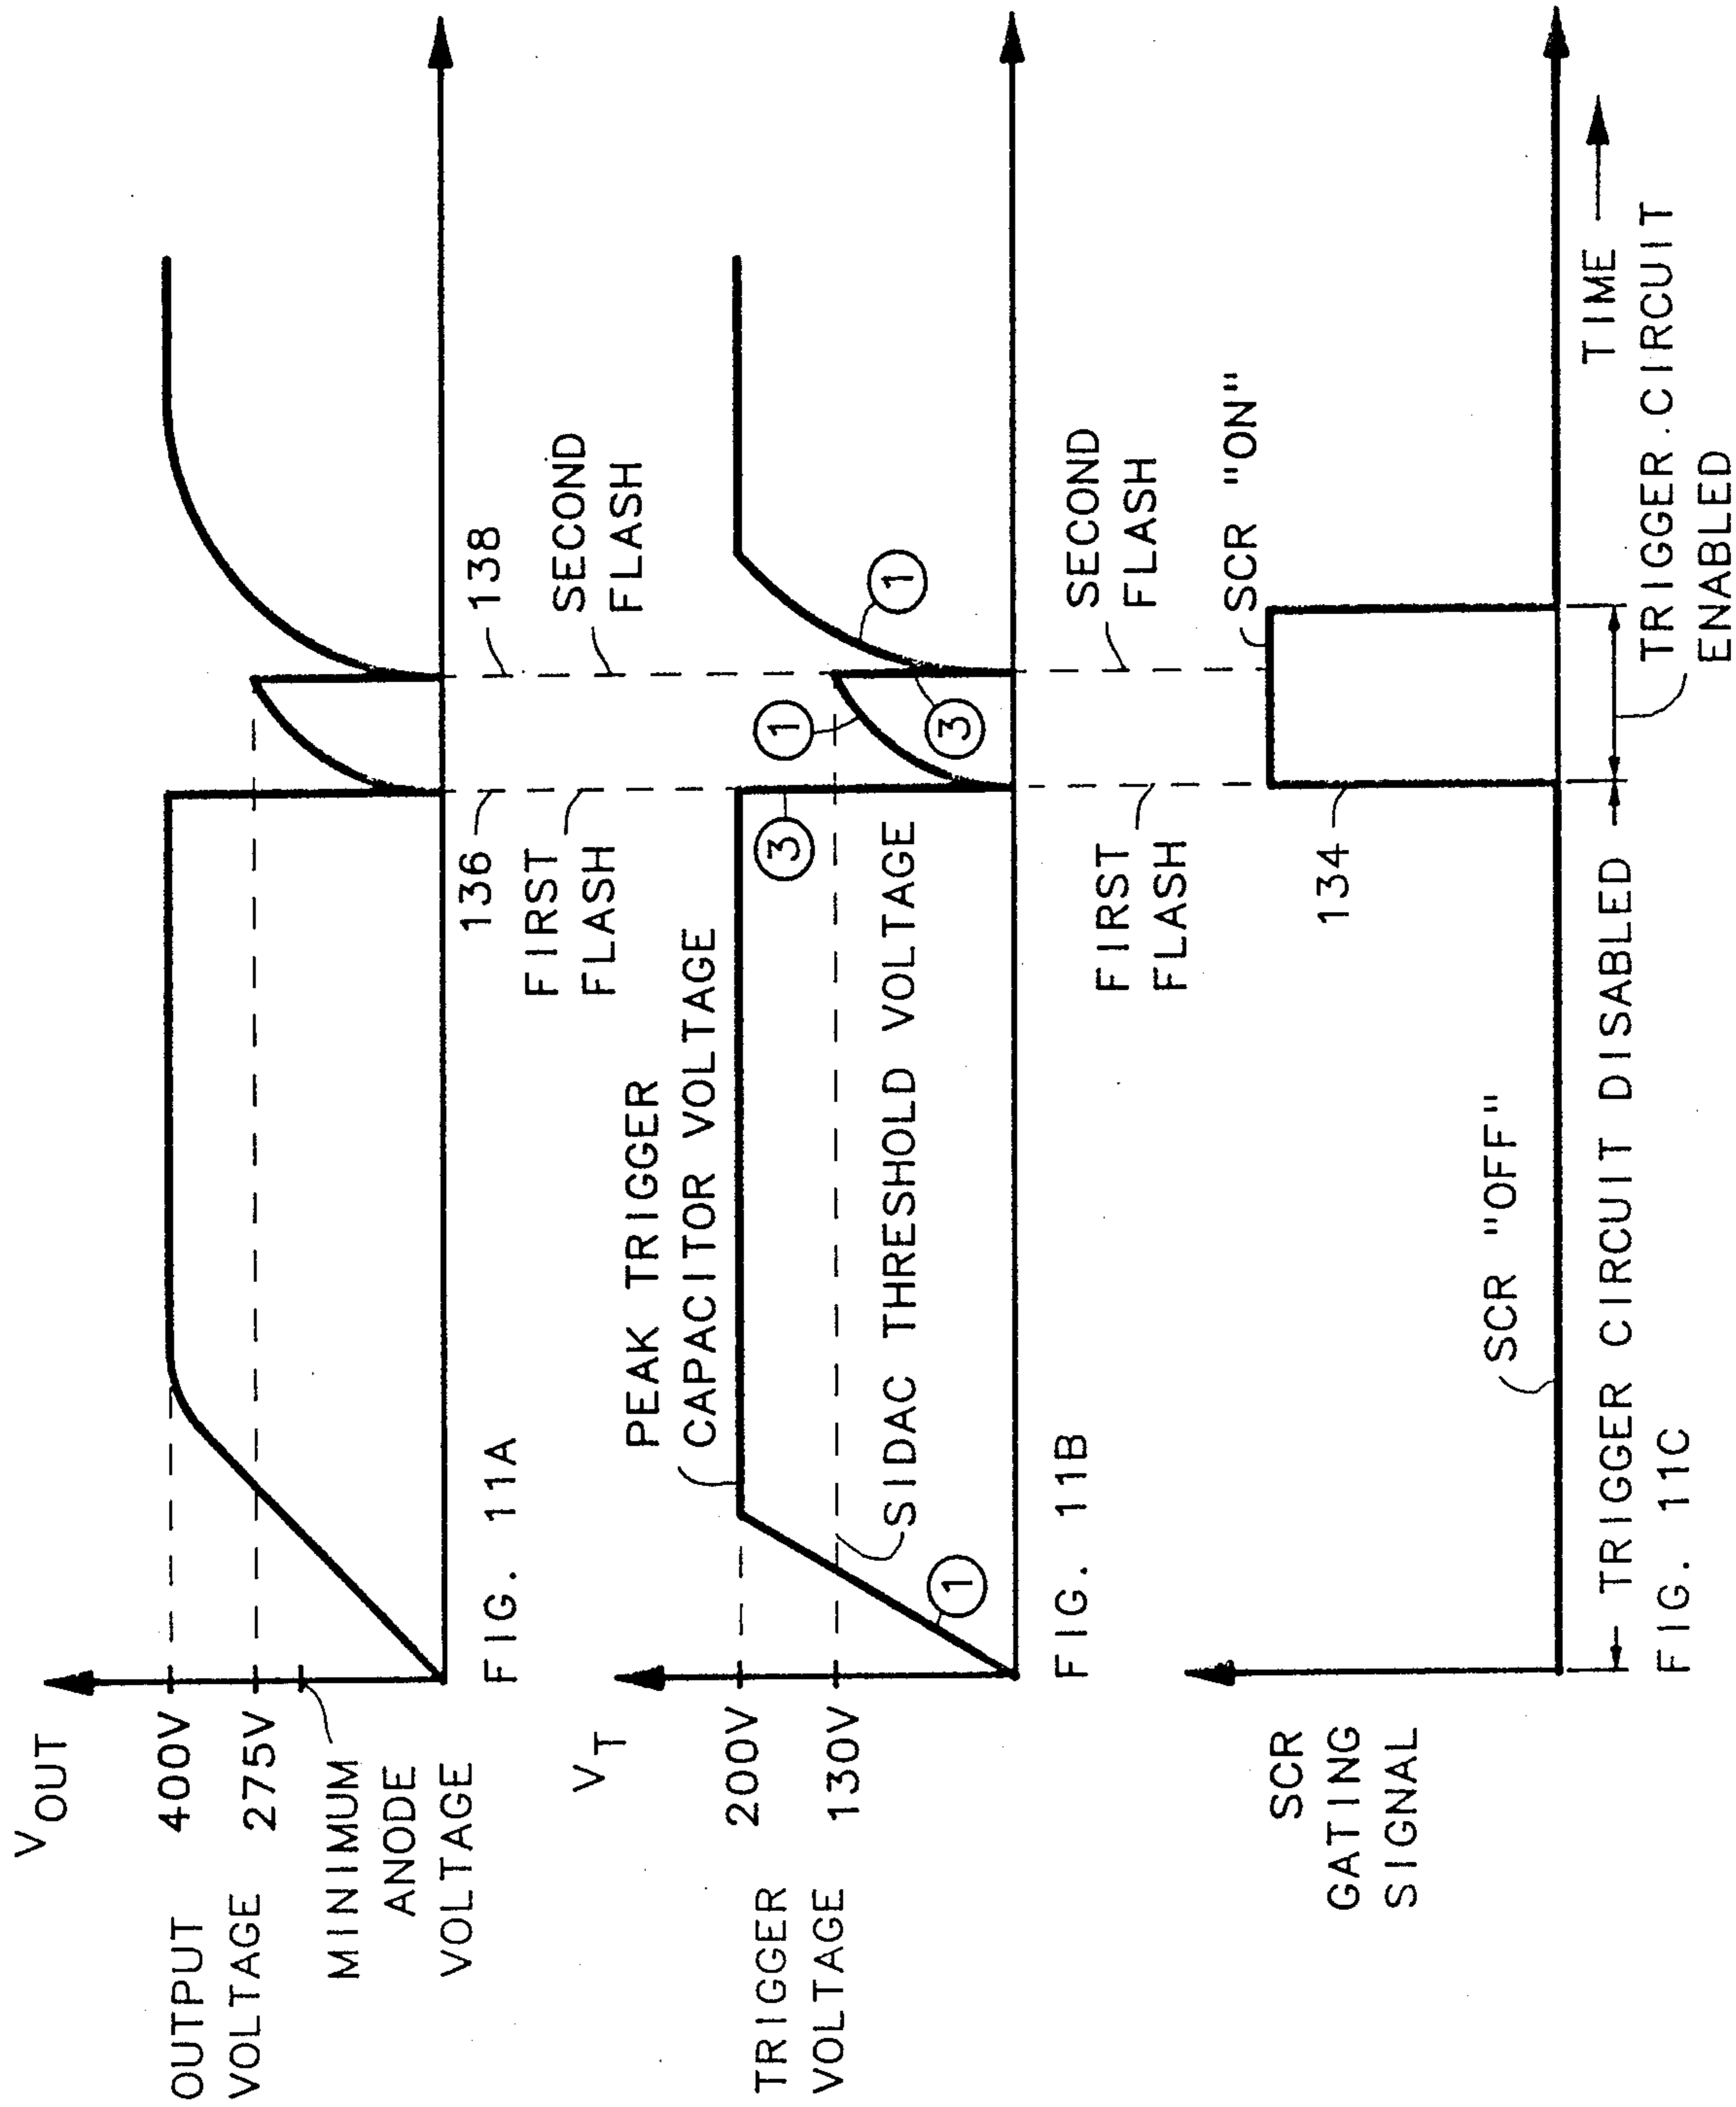 V OUT
OUTPUT 400V
VOLTAGE 275V
MINIMUM
ANODE
VOLTAGE
136
FIRST
FLASH
138
SECOND
FLASH
FIG. 11A
V T
TRIGGER 200V
VOLTAGE 130V
PEAK TRIGGER
CAPACITOR VOLTAGE
SIDAC THRESHOLD VOLTAGE
1
3
1
3
1
FIRST
FLASH
SECOND
FLASH
FIG. 11B
SCR
GATING
SIGNAL
SCR "OFF"
134
SCR "ON"
TIME
TRIGGER CIRCUIT DISABLED
TRIGGER CIRCUIT
ENABLED
FIG. 11C